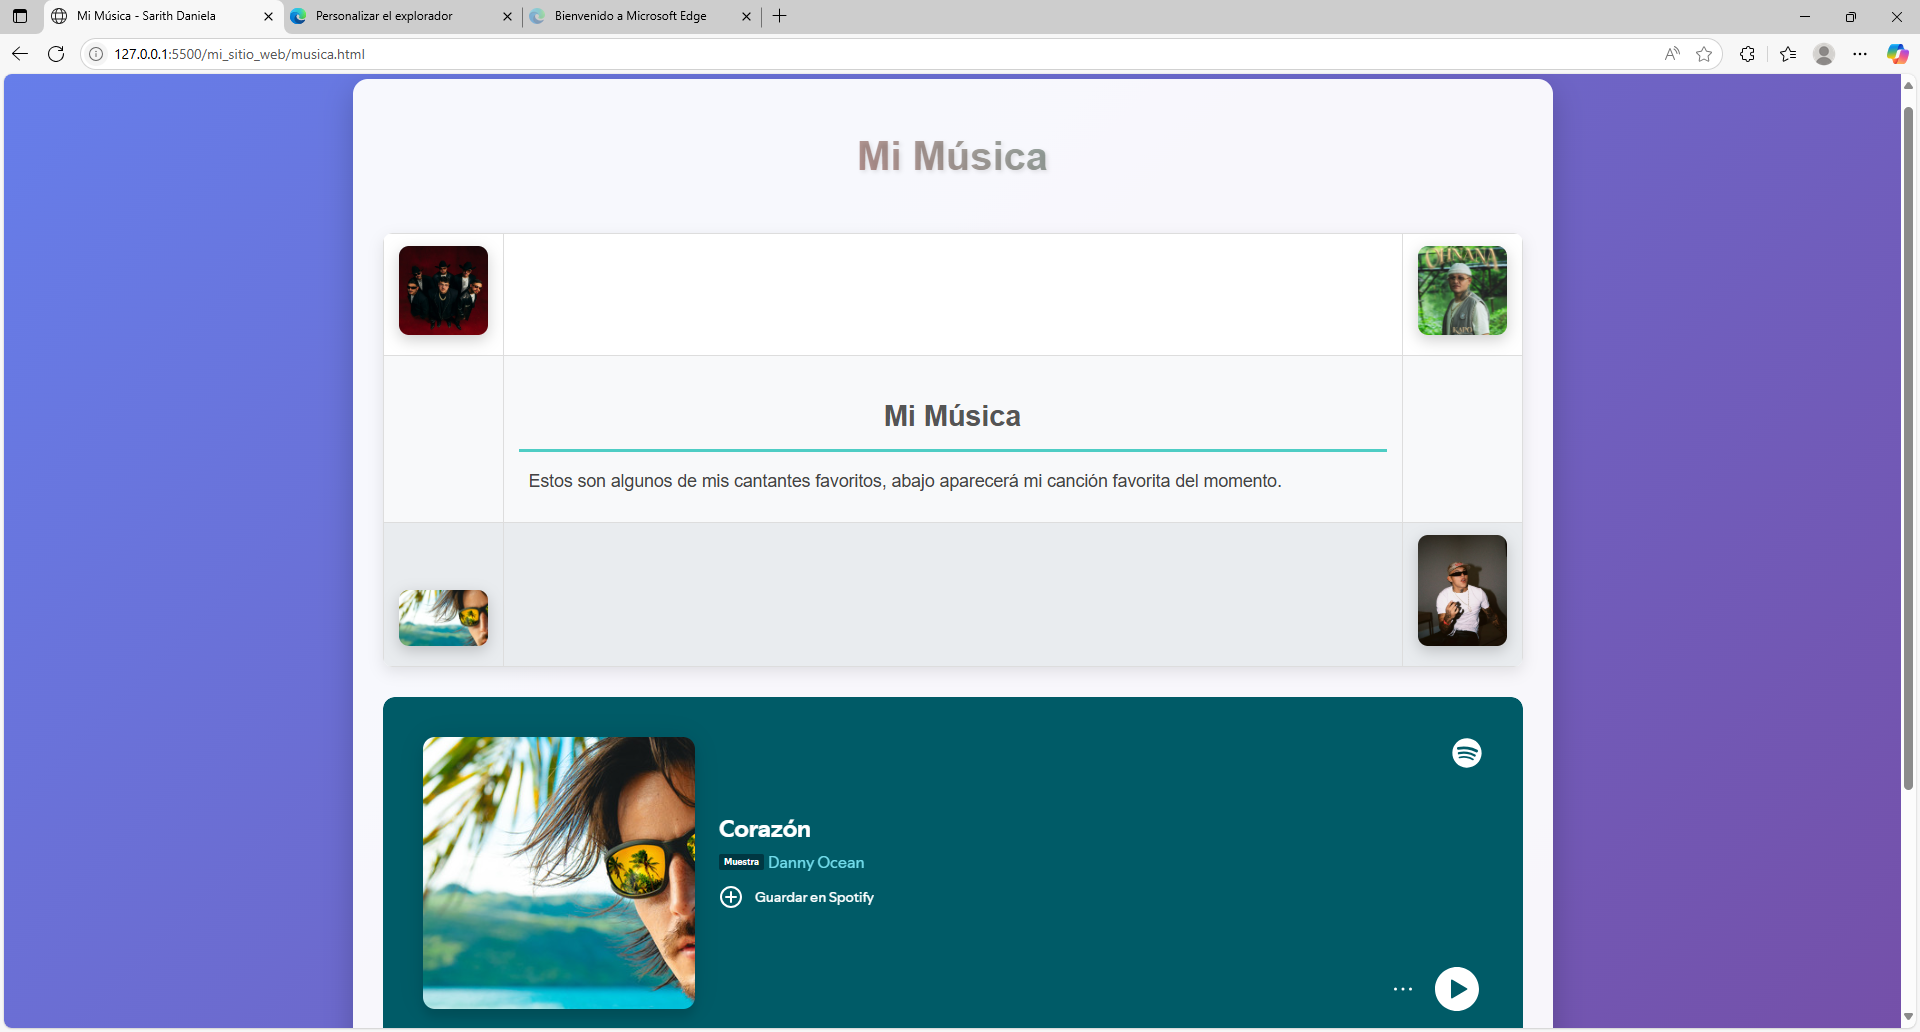 Mi Música - Sarith Daniela
Personalizar el explorador
Bienvenido a Microsoft Edge
127.0.0.1:5500/mi_sitio_web/musica.html
Mi Música
OHNANA
KAPO
Mi Música
Estos son algunos de mis cantantes favoritos, abajo aparecerá mi canción favorita del momento.
Corazón
Muestra Danny Ocean
Guardar en Spotify